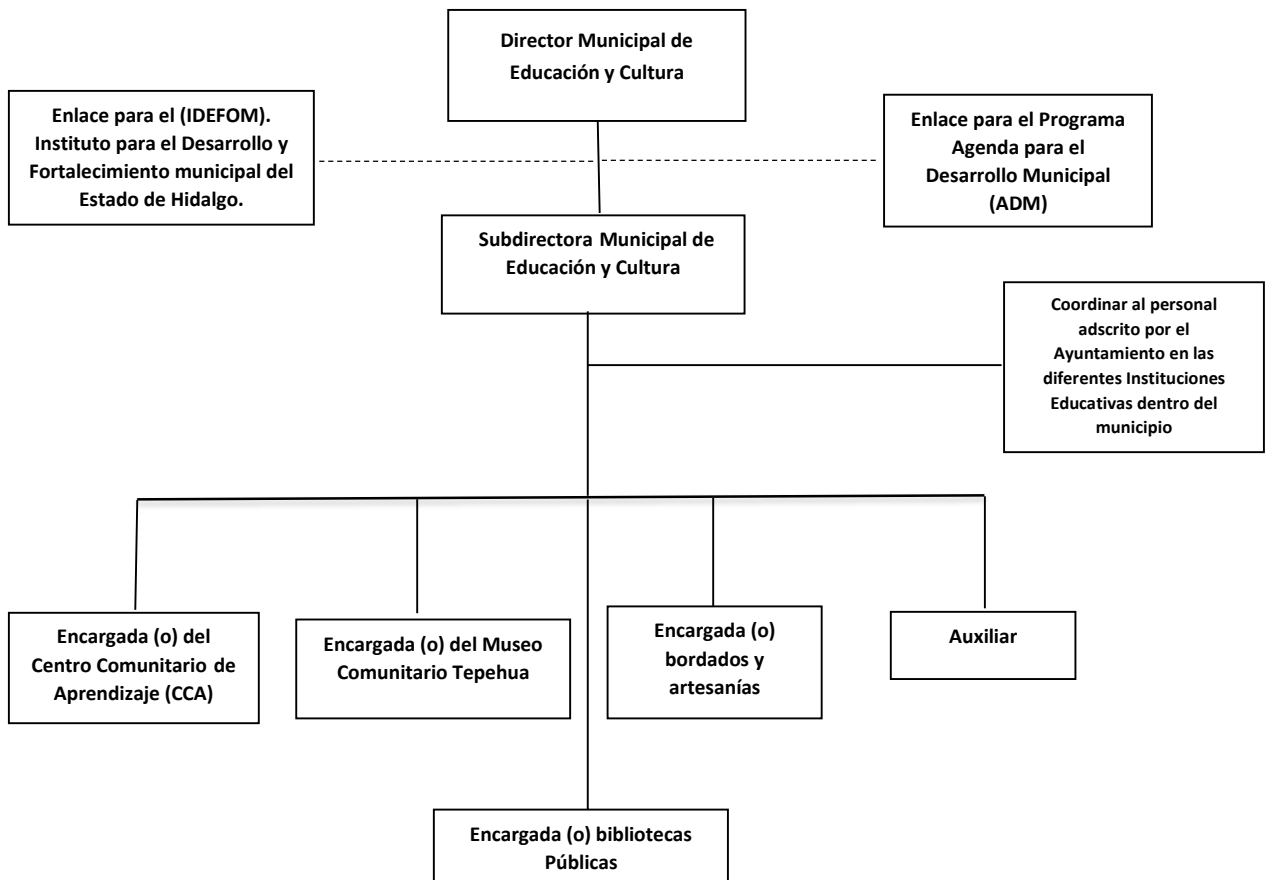 Director Municipal de
Educación y Cultura
Enlace para el (IDEFOM).
Instituto para el Desarrollo y
Fortalecimiento municipal del
Estado de Hidalgo.
Enlace para el Programa
Agenda para el
Desarrollo Municipal
(ADM)
Subdirectora Municipal de
Educación y Cultura
Coordinar al personal
adscrito por el
Ayuntamiento en las
diferentes Instituciones
Educativas dentro del
municipio
Encargada (o) del
Centro Comunitario de
Aprendizaje (CCA)
Encargada (o) del Museo
Comunitario Tepehua
Encargada (o)
bordados y
artesanías
Auxiliar
Encargada (o) bibliotecas
Públicas